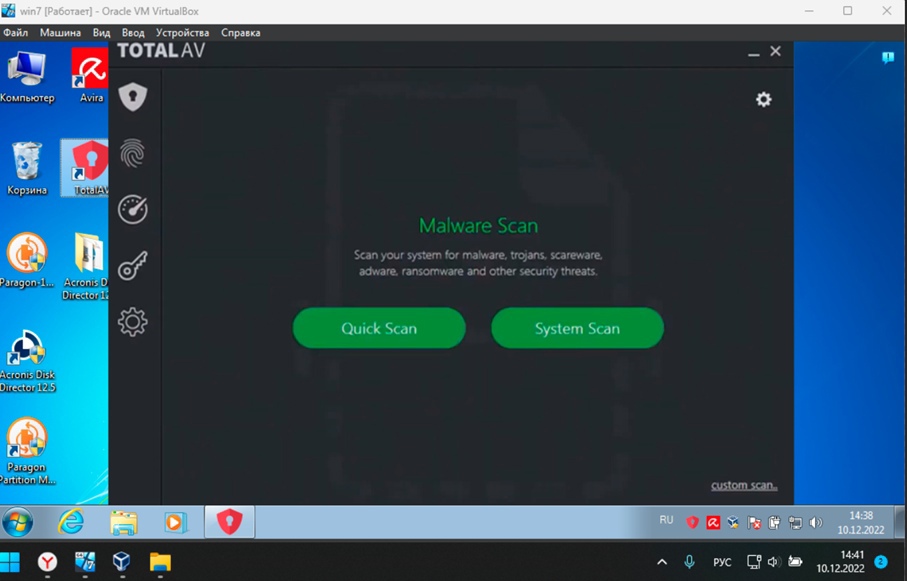 win7 [Работает] - Oracle VM VirtualBox
Файл Машина Вид Ввод Устройства Справка
TOTAL AV
Компьютер
Avira
Корзина
TotalAV
Paragon-1...
Acronis D
Director 12
Acronis Disk
Director 12.5
Paragon
Partition M...
Malware Scan
Scan your system for malware, trojans, scareware,
adware, ransomware and other security threats.
Quick Scan
System Scan
custom scan..
RU
14:38
10.12.2022
РУС
14:41
10.12.2022
2